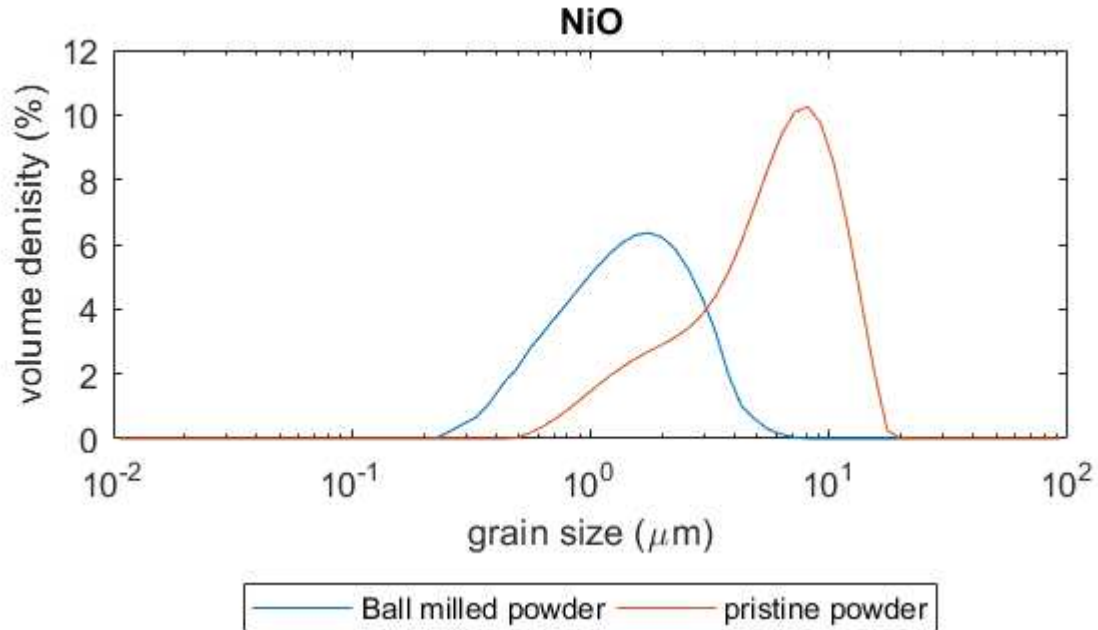 NiO
12
10
8
6
4
2
0
volume denisity (%)
10-2 10-1 100 101 102
grain size (μm)
Ball milled powder pristine powder